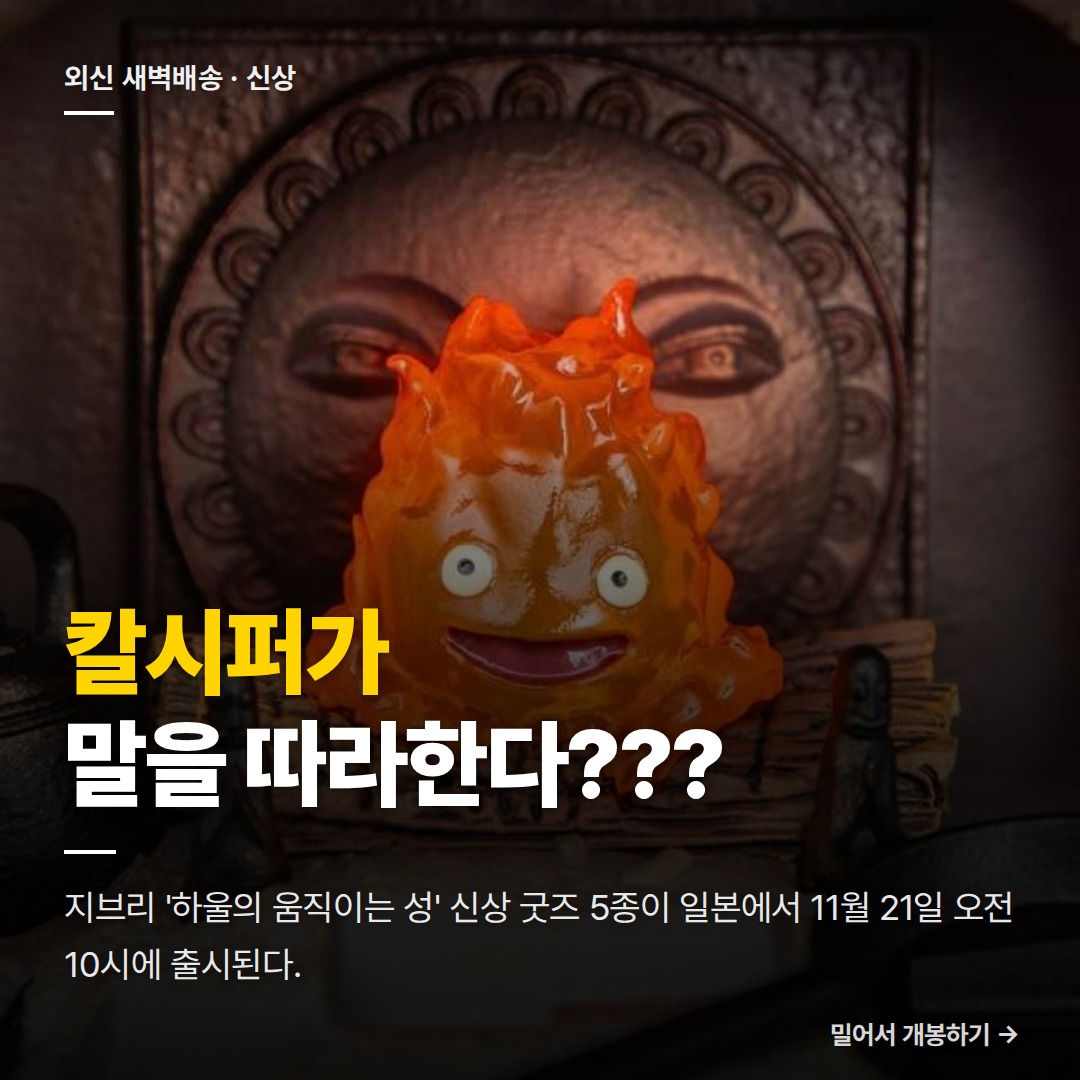 외신 새벽배송 · 신상
칼시퍼가
말을 따라한다???
지브리 '하울의 움직이는 성' 신상 굿즈 5종이 일본에서 11월 21일 오전
10시에 출시된다.
밀어서 개봉하기 →